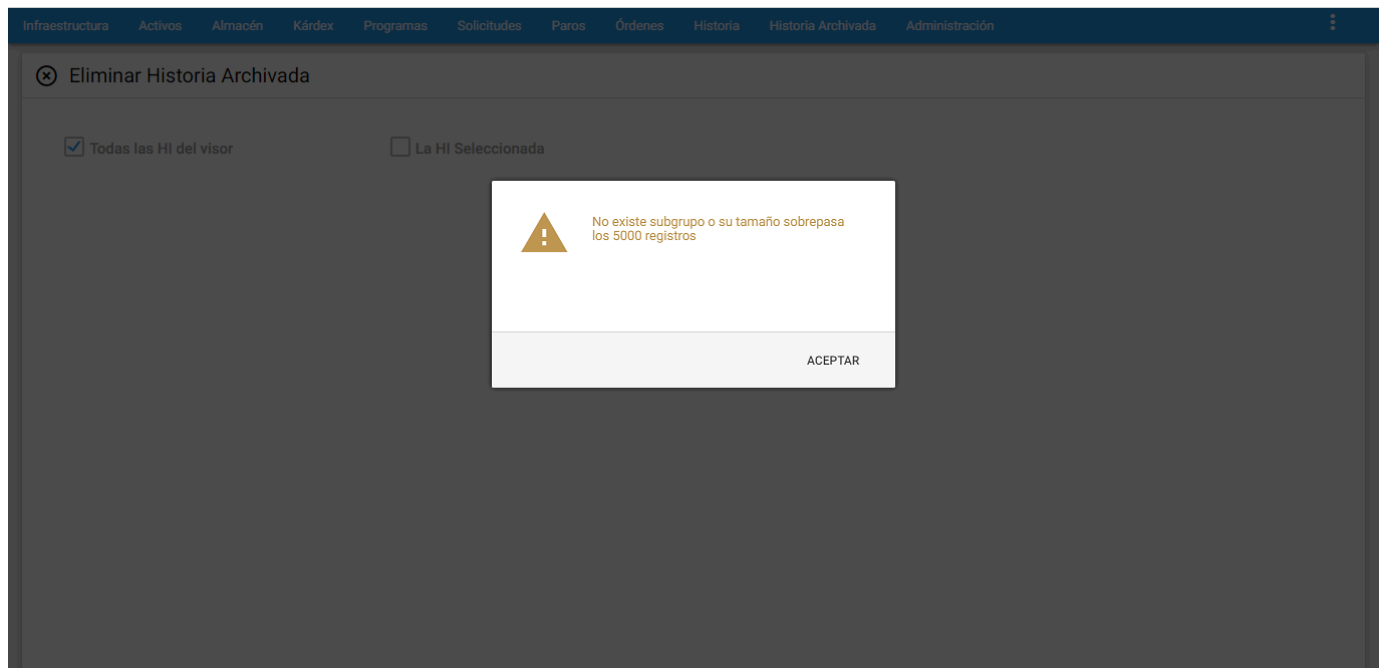 Infraestructura Activos Almacén Kárdex Programas Solicitudes Paros Órdenes Historia Historia Archivada Administración
Eliminar Historia Archivada
Todas las HI del visor La HI Seleccionada
No existe subgrupo o su tamaño sobrepasa
los 5000 registros
ACEPTAR